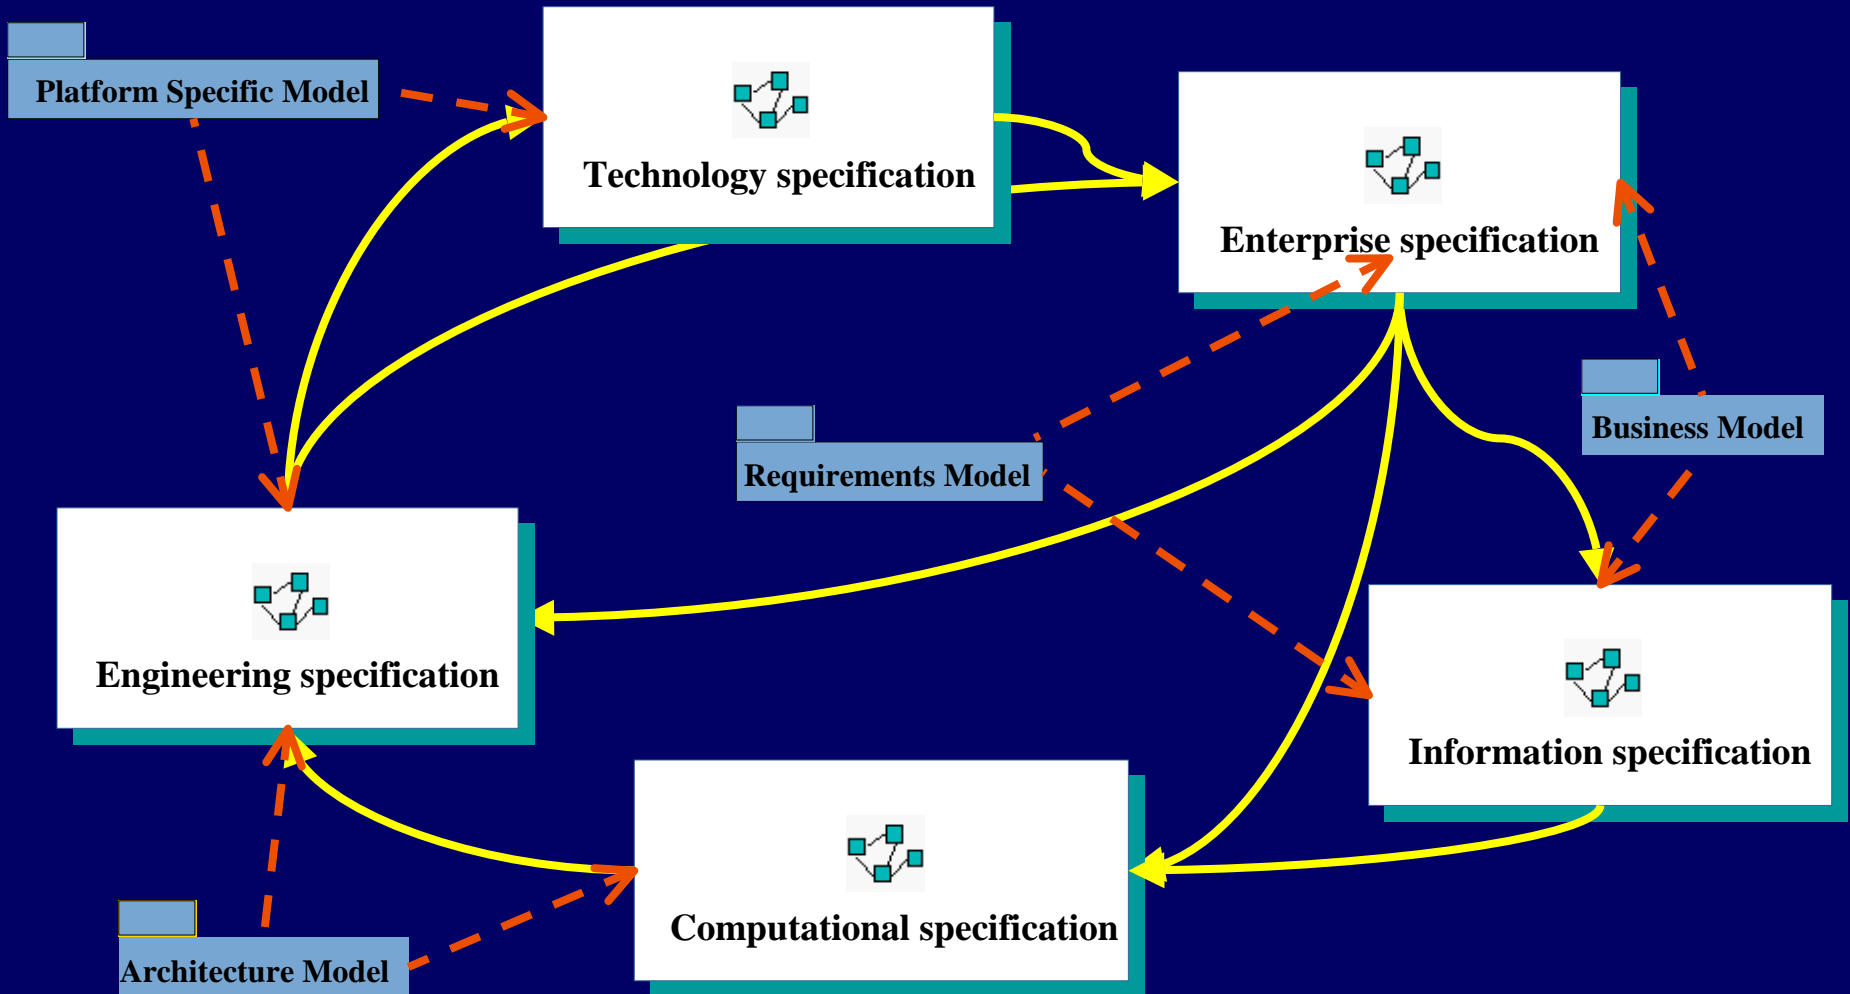 Platform Specific Model
Technology specification
Enterprise specification
Business Model
Requirements Model
Engineering specification
Information specification
Computational specification
Architecture Model